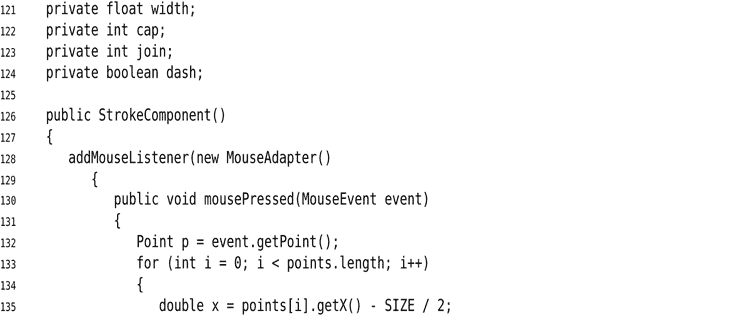 121 private float width;
122 private int cap;
123 private int join;
124 private boolean dash;
125
126 public StrokeComponent()
127 {
128 addMouseListener(new MouseAdapter()
129 {
130 public void mousePressed(MouseEvent event)
131 {
132 Point p = event.getPoint();
133 for (int i = 0; i < points.length; i++)
134 {
135 double x = points[i].getX() - SIZE / 2;